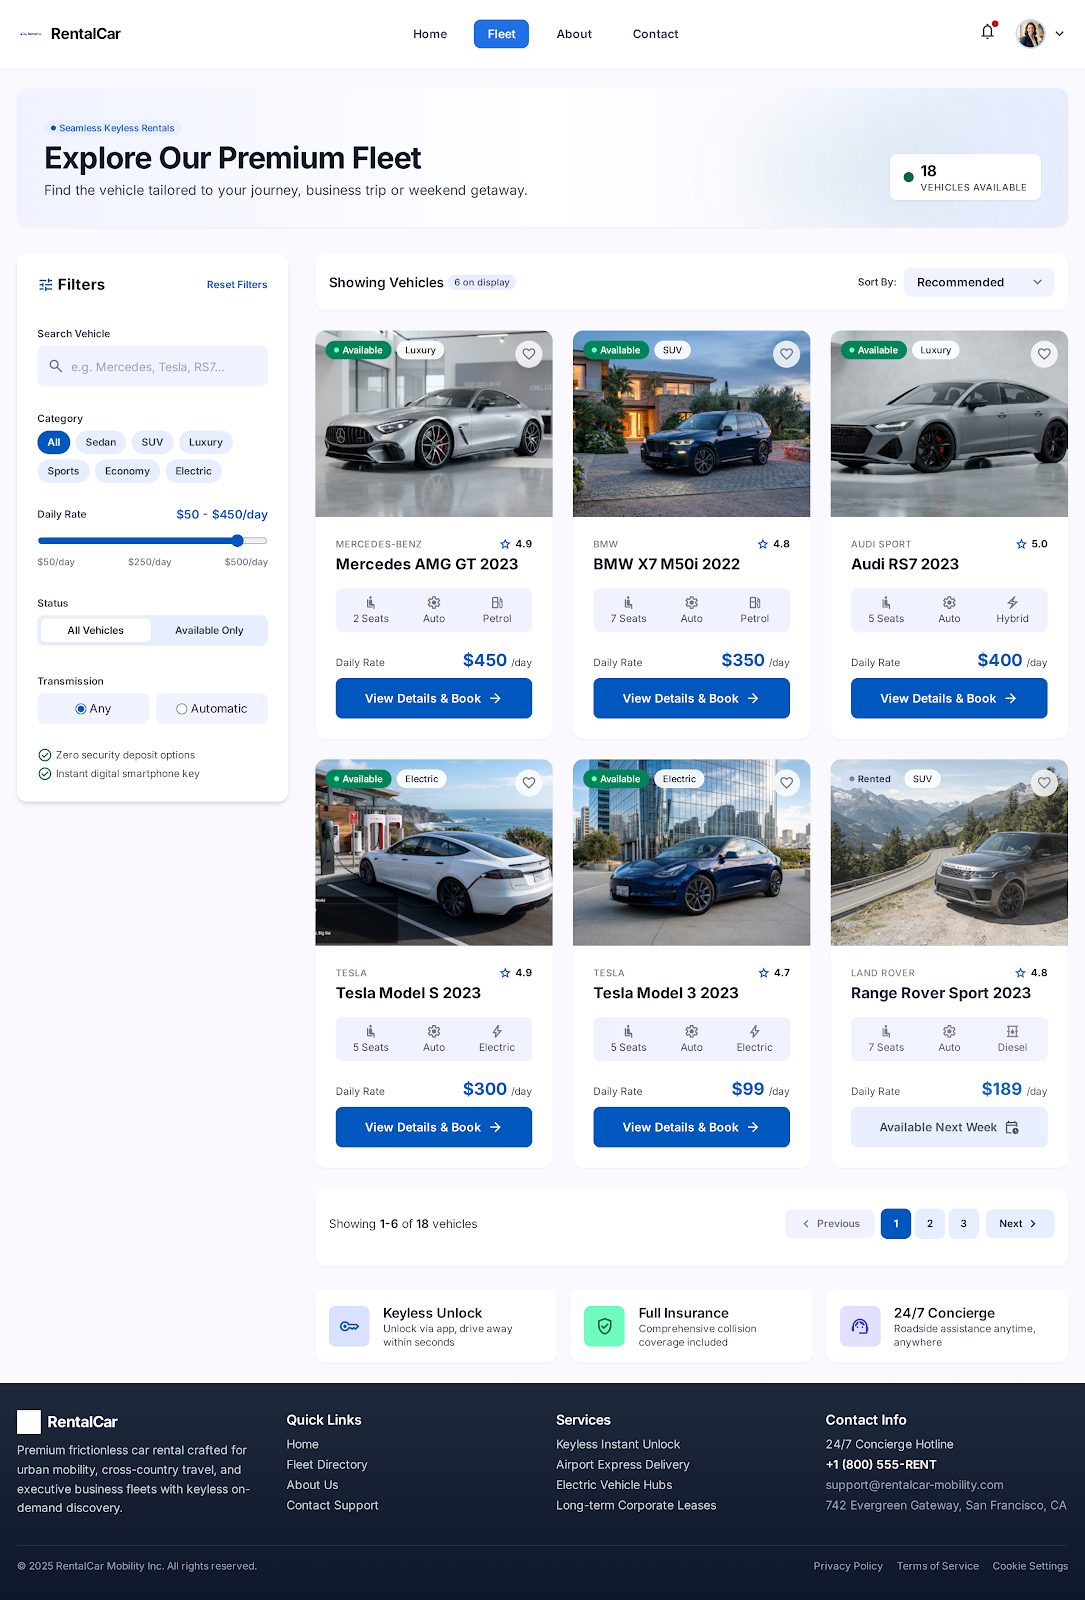 RentalCar
Home
Fleet
About
Contact
Seamless Keyless Rentals
Explore Our Premium Fleet
Find the vehicle tailored to your journey, business trip or weekend getaway.
18
VEHICLES AVAILABLE
Filters
Reset Filters
Search Vehicle
e.g. Mercedes, Tesla, RS7...
Category
All
Sedan
SUV
Luxury
Sports
Economy
Electric
Daily Rate
$50 - $450/day
$50/day
$250/day
$500/day
Status
All Vehicles
Available Only
Transmission
Any
Automatic
Zero security deposit options
Instant digital smartphone key
Showing Vehicles
6 on display
Sort By:
Recommended
Available
Luxury
MERCEDES-BENZ
4.9
Mercedes AMG GT 2023
2 Seats
Auto
Petrol
Daily Rate
$450 /day
View Details & Book
Available
SUV
BMW
4.8
BMW X7 M50i 2022
7 Seats
Auto
Petrol
Daily Rate
$350 /day
View Details & Book
Available
Luxury
AUDI SPORT
5.0
Audi RS7 2023
5 Seats
Auto
Hybrid
Daily Rate
$400 /day
View Details & Book
Available
Electric
TESLA
4.9
Tesla Model S 2023
5 Seats
Auto
Electric
Daily Rate
$300 /day
View Details & Book
Available
Electric
TESLA
4.7
Tesla Model 3 2023
5 Seats
Auto
Electric
Daily Rate
$99 /day
View Details & Book
Rented
SUV
LAND ROVER
4.8
Range Rover Sport 2023
7 Seats
Auto
Diesel
Daily Rate
$189 /day
Available Next Week
Showing 1-6 of 18 vehicles
Previous
1
2
3
Next
Keyless Unlock
Unlock via app, drive away
within seconds
Full Insurance
Comprehensive collision
coverage included
24/7 Concierge
Roadside assistance anytime,
anywhere
RentalCar
Premium frictionless car rental crafted for
urban mobility, cross-country travel, and
executive business fleets with keyless on-
demand discovery.
Quick Links
Home
Fleet Directory
About Us
Contact Support
Services
Keyless Instant Unlock
Airport Express Delivery
Electric Vehicle Hubs
Long-term Corporate Leases
Contact Info
24/7 Concierge Hotline
+1 (800) 555-RENT
support@rentalcar-mobility.com
742 Evergreen Gateway, San Francisco, CA
© 2025 RentalCar Mobility Inc. All rights reserved.
Privacy Policy
Terms of Service
Cookie Settings